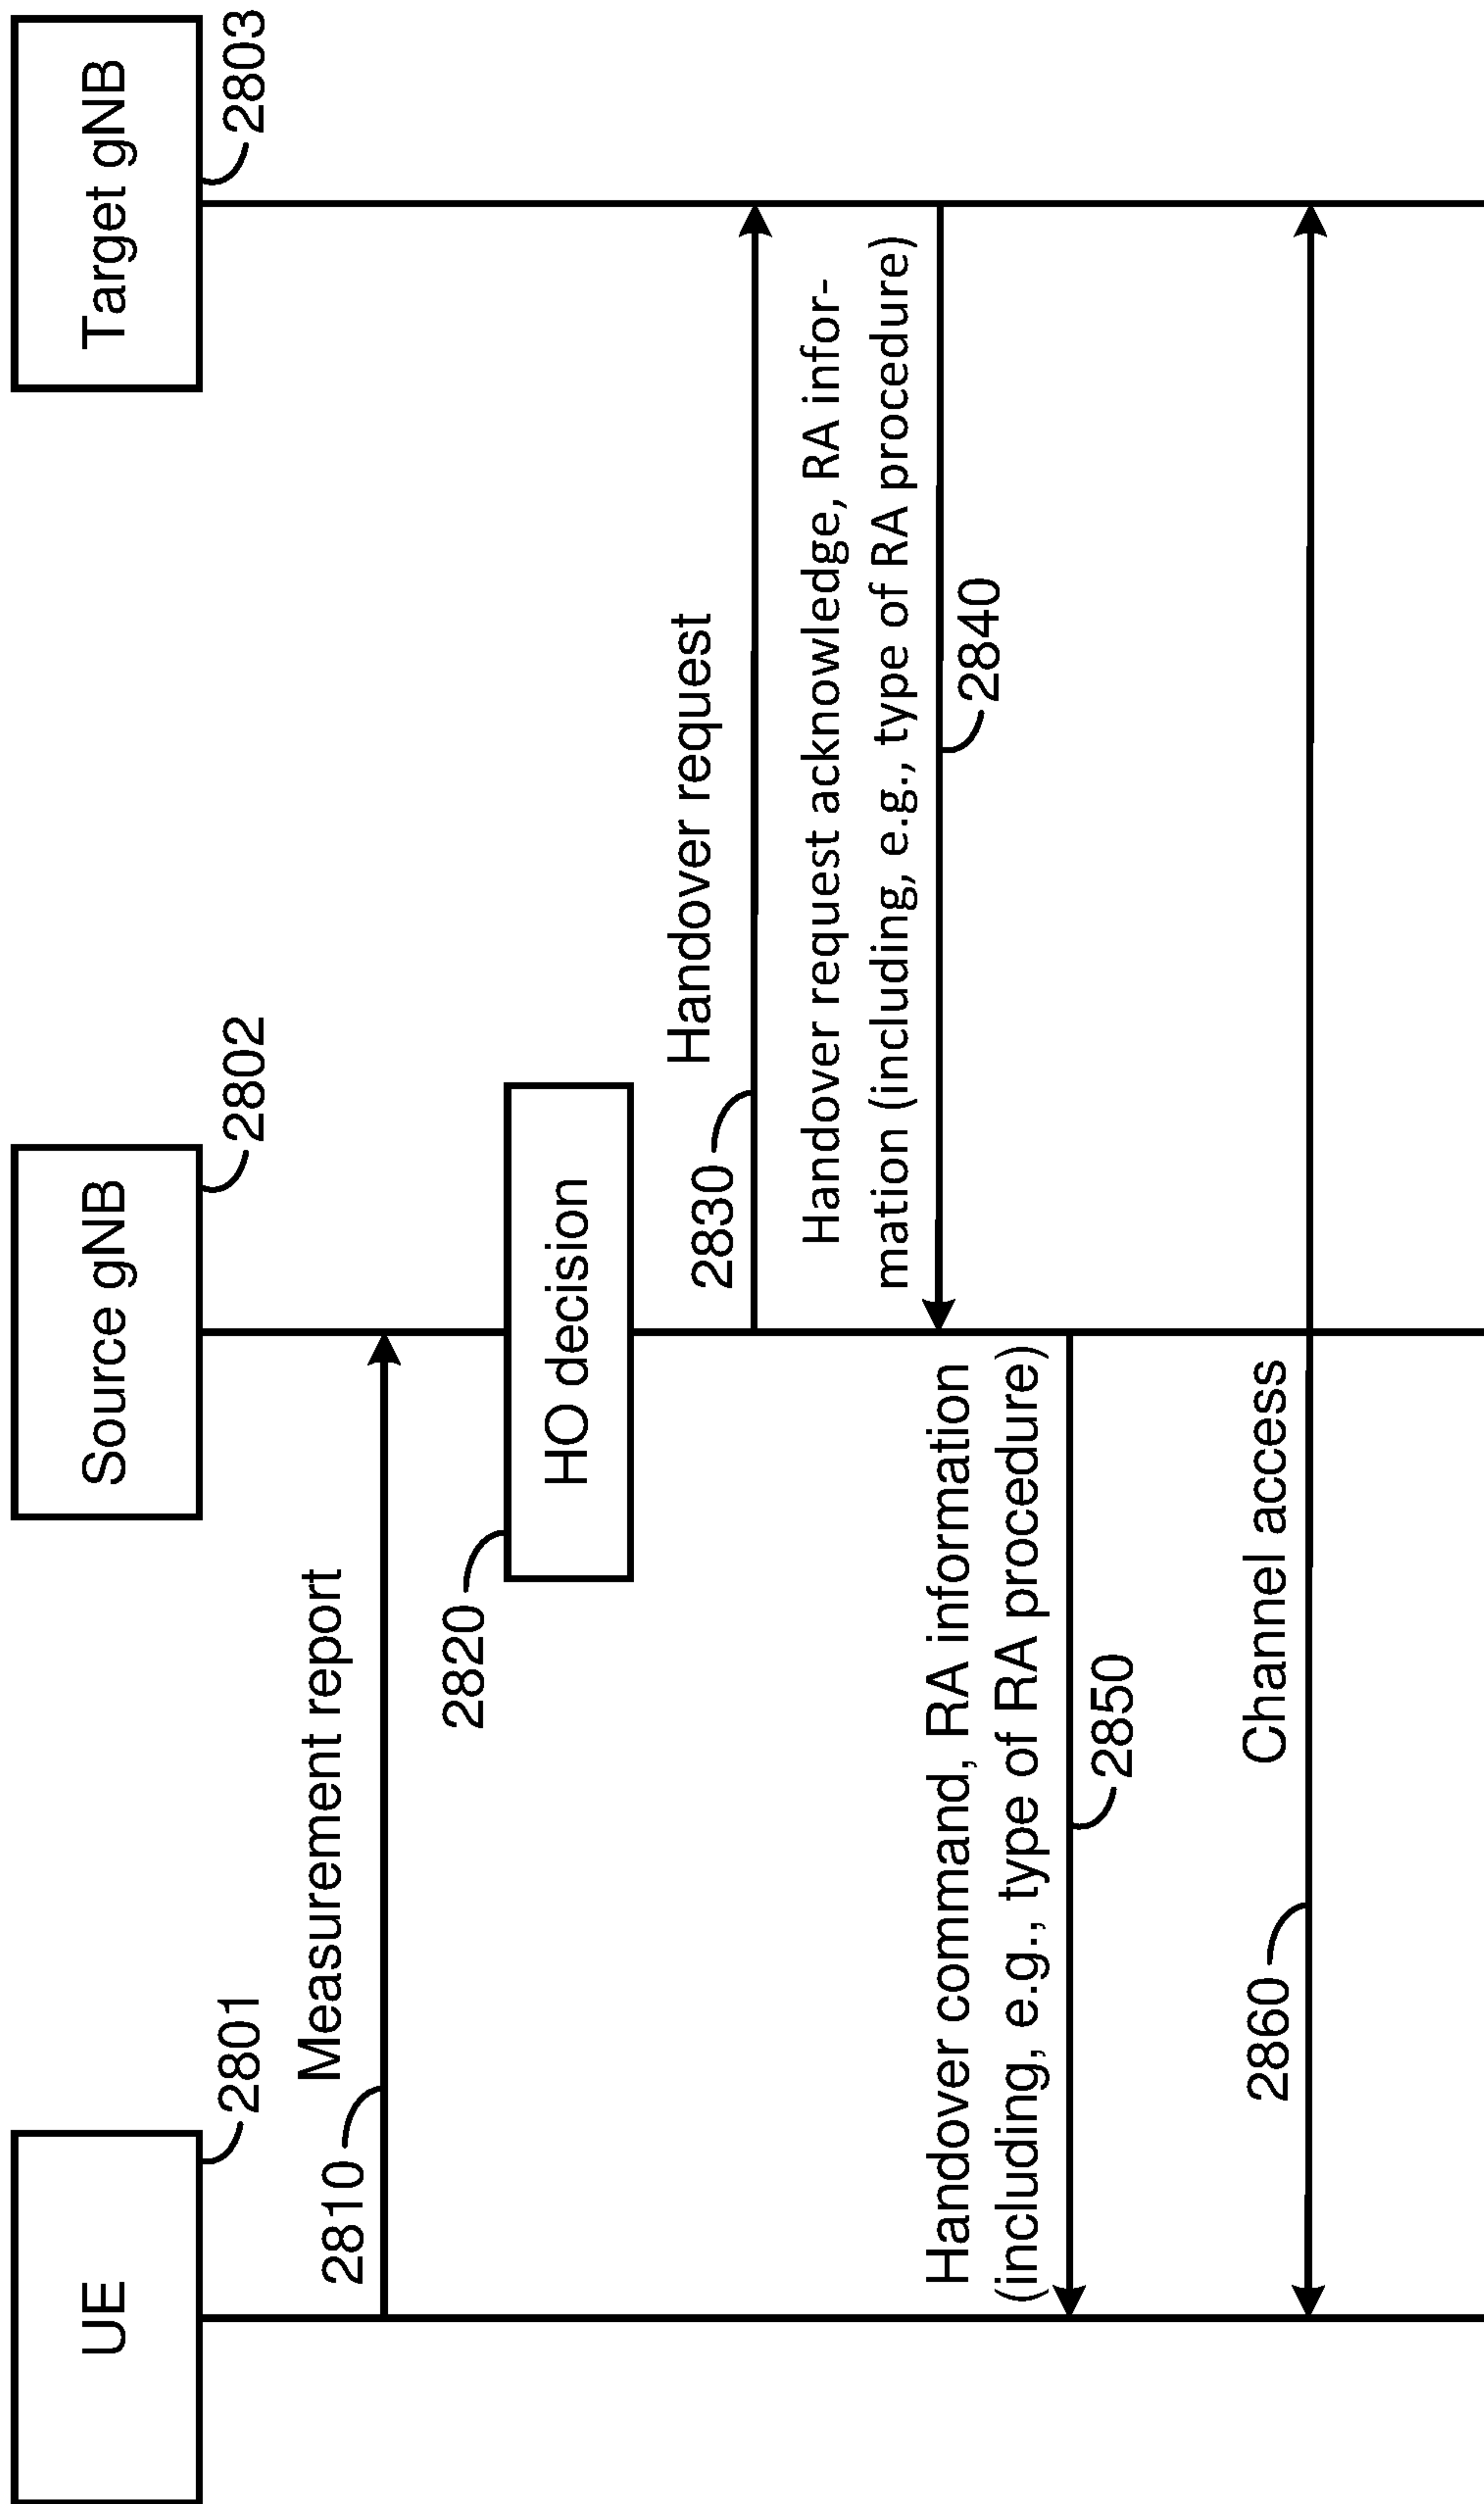 UE
2801
Source gNB
2802
Target gNB
2803
2810
Measurement report
2820
HO decision
2830
Handover request
Handover request acknowledge, RA infor-
mation (including, e.g., type of RA procedure)
2840
Handover command, RA information
(including, e.g., type of RA procedure)
2850
2860
Channel access